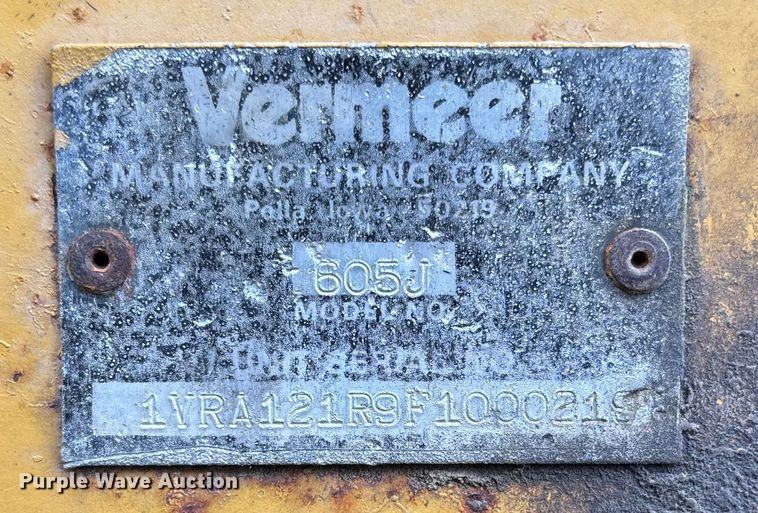 Vermeer
MANUFACTURING COMPANY
Pella Iowa 50219
605J
MODEL NO.
UNIT SERIAL NO.
1VRA121R9F1000219
Purple Wave Auction